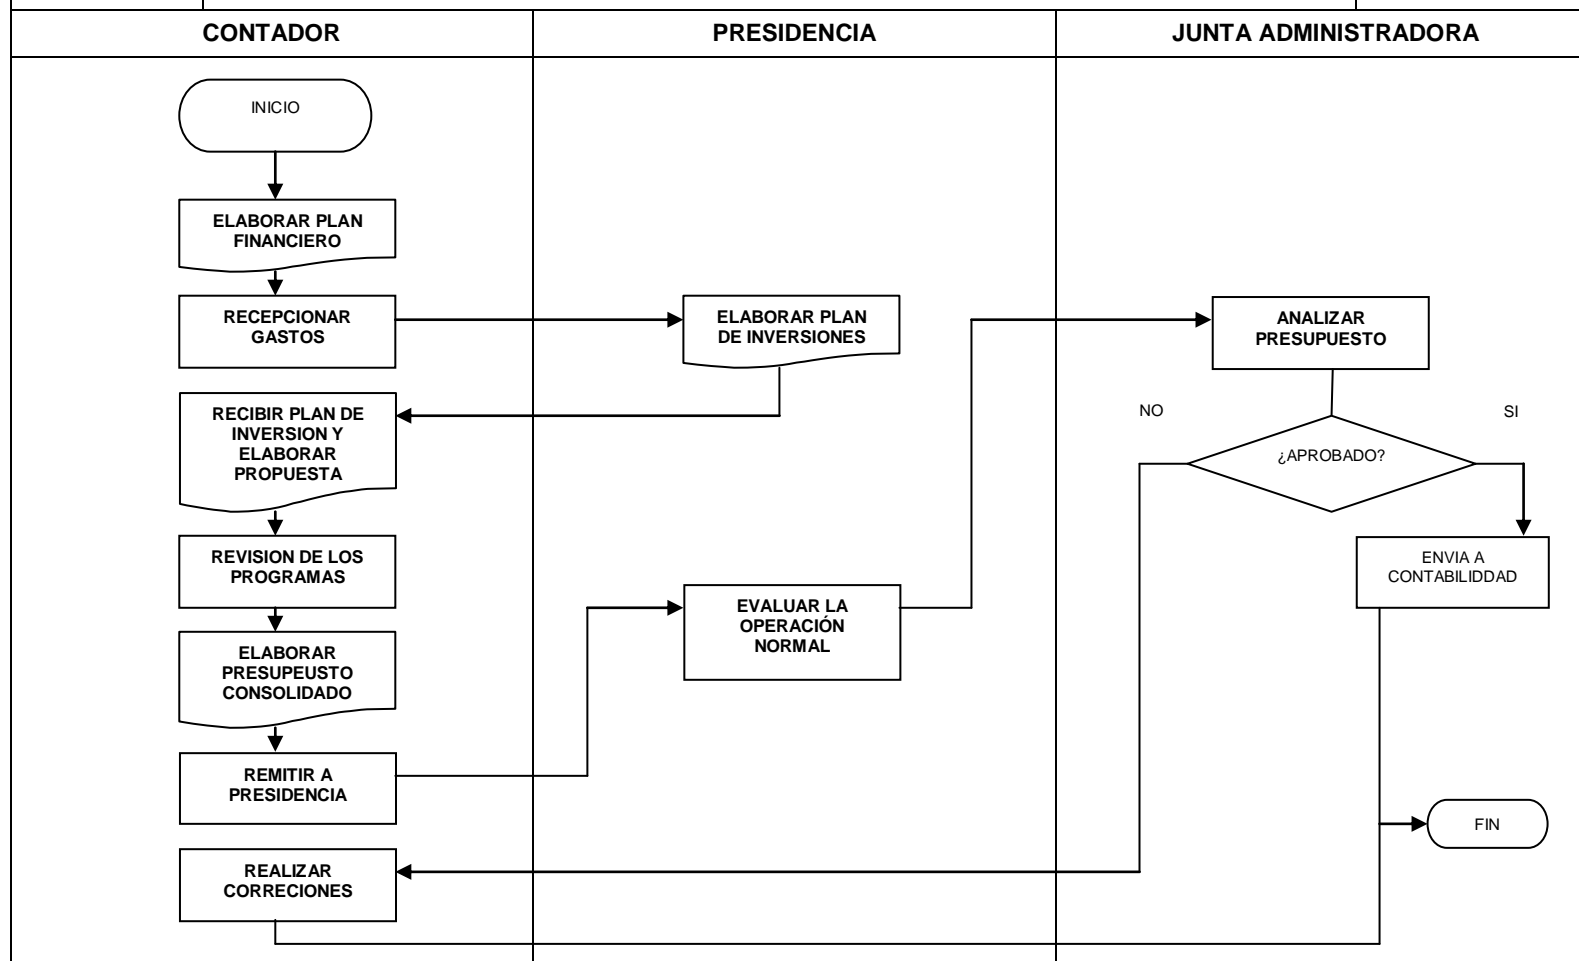 CONTADOR
PRESIDENCIA
JUNTA ADMINISTRADORA
INICIO
ELABORAR PLAN
FINANCIERO
RECEPCIONAR
GASTOS
ELABORAR PLAN
DE INVERSIONES
ANALIZAR
PRESUPUESTO
RECIBIR PLAN DE
INVERSION Y
ELABORAR
PROPUESTA
NO
SI
¿APROBADO?
REVISION DE LOS
PROGRAMAS
ENVIA A
CONTABILIDDAD
EVALUAR LA
OPERACIÓN
NORMAL
ELABORAR
PRESUPEUSTO
CONSOLIDADO
REMITIR A
PRESIDENCIA
FIN
REALIZAR
CORRECIONES